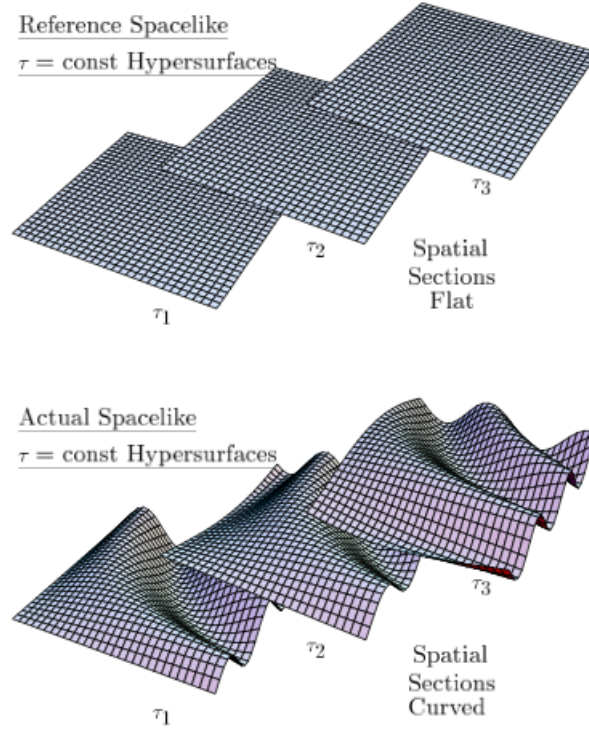 Reference Spacelike
τ = const Hypersurfaces
τ3
τ2
Spatial
Sections
Flat
τ1
Actual Spacelike
τ = const Hypersurfaces
τ3
τ2
Spatial
Sections
Curved
τ1